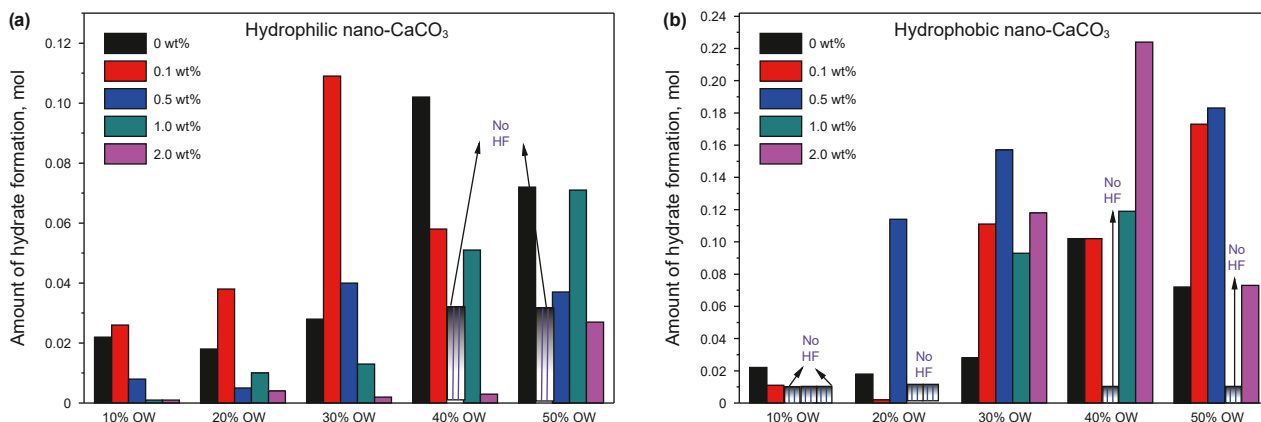 (a)
Hydrophilic nano-CaCO₃
0 wt%
0.1 wt%
0.5 wt%
1.0 wt%
2.0 wt%
No
HF
Amount of hydrate formation, mol
0.12
0.10
0.08
0.06
0.04
0.02
0
10% OW
20% OW
30% OW
40% OW
50% OW
(b)
Hydrophobic nano-CaCO₃
0 wt%
0.1 wt%
0.5 wt%
1.0 wt%
2.0 wt%
No
HF
No
HF
No
HF
No
HF
Amount of hydrate formation, mol
0.24
0.22
0.20
0.18
0.16
0.14
0.12
0.10
0.08
0.06
0.04
0.02
0
10% OW
20% OW
30% OW
40% OW
50% OW